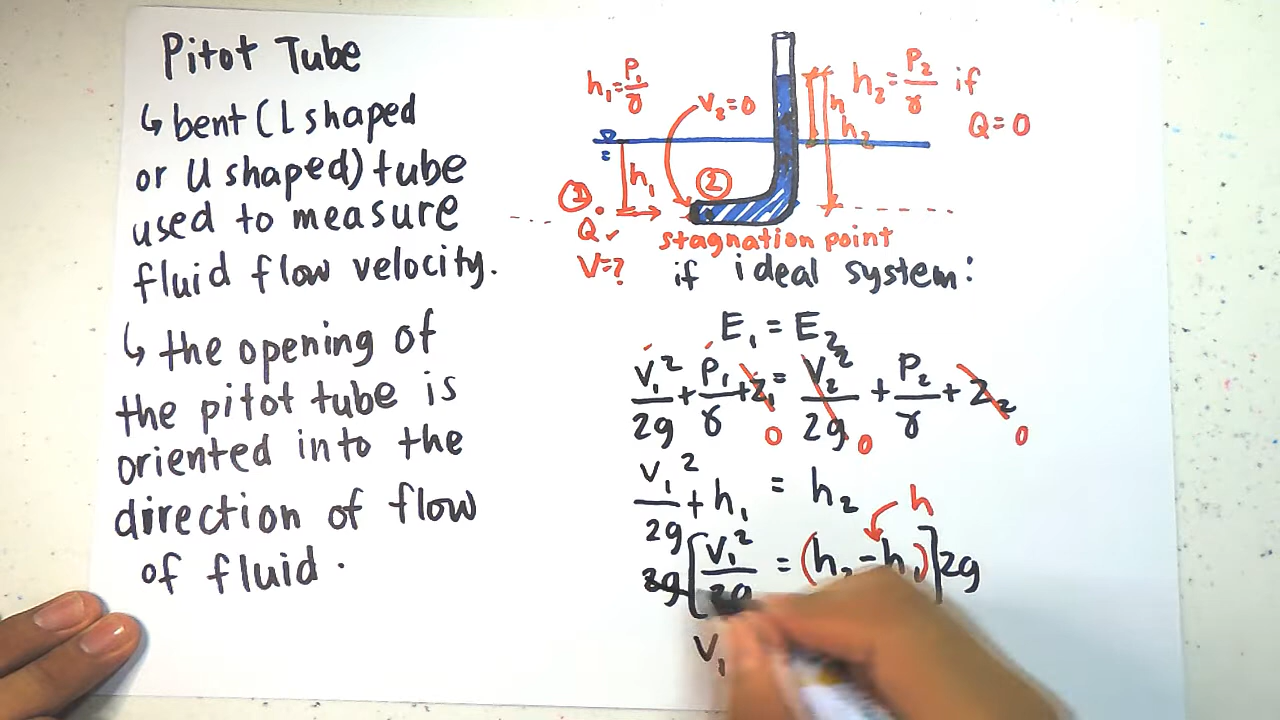 Pitot Tube
↳ bent (L shaped
or U shaped) tube
used to measure
fluid flow velocity.
↳ the opening of
the pitot tube is
oriented into the
direction of flow
of fluid.
h₁ = P₁/γ
V₂=0
h
h₂
h₂ = P₂/γ if
Q=0
h₁
①
②
Q ✓
V=?
stagnation point
if ideal system:
E₁ = E₂
V₁²/2g + P₁/γ + Z₁ = V₂²/2g + P₂/γ + Z₂
0 0 0
V₁²/2g + h₁ = h₂
h
2g [V₁²/2g = (h₂ - h₁)] 2g
V₁